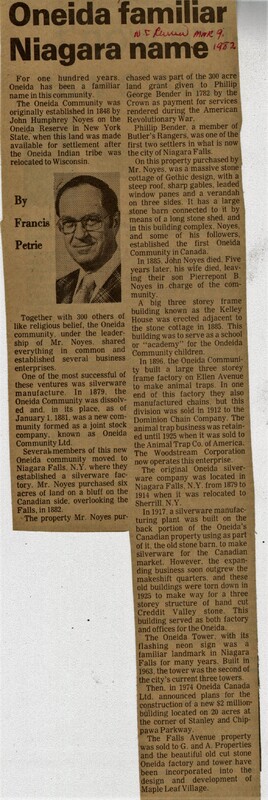 Oneida familiar
Niagara name
N.F. Review MAR 9.
1982
For one hundred years,
Oneida has been a familiar
name in this community.
The Oneida Community was
originally established in 1848 by
John Humphrey Noyes on the
Oneida Reserve in New York
State, when this land was made
available for settlement after
the Oneida Indian tribe was
relocated to Wisconsin.
By
Francis
Petrie
Together with 300 others of
like religious belief, the Oneida
community, under the leader-
ship of Mr. Noyes, shared
everything in common and
established several business
enterprises.
One of the most successful of
these ventures was silverware
manufacture. In 1879, the
Oneida Community was dissolv-
ed and, in its place, as of
January 1, 1881, was a new com-
pany formed as a joint stock
company, known as Oneida
Community Ltd.
Several members of this new
Oneida community moved to
Niagara Falls, N.Y. where they
established a silverware fac-
tory. Mr. Noyes purchased six
acres of land on a bluff on the
Canadian side, overlooking the
Falls, in 1882.
The property Mr. Noyes pur-
chased was part of the 300 acre
land grant given to Phillip
George Bender in 1782 by the
Crown as payment for services
rendered during the American
Revolutionary War.
Phillip Bender, a member of
Butler's Rangers, was one of the
first two settlers in what is now
the city of Niagara Falls.
On this property purchased by
Mr. Noyes, was a massive stone
cottage of Gothic design, with a
steep roof, sharp gables, leaded
window panes and a verandah
on three sides. It has a large
stone barn connected to it by
means of a long stone shed, and
in this building complex, Noyes,
and some of his followers,
established the first Oneida
Community in Canada.
In 1885, John Noyes died. Five
years later, his wife died, leav-
ing their son Pierrepont B.
Noyes in charge of the com-
munity.
A big three storey frame
building known as the Kelley
House was erected adjacent to
the stone cottage in 1885. This
building was to serve as a school
or "academy" for the Ondeida
Community children.
In 1896, the Oneida Communi-
ty built a large three storey
frame factory on Ellen Avenue
to make animal traps. In one
end of this factory they also
manufactured chains but this
division was sold in 1912 to the
Dominion Chain Company. The
animal trap business was retain-
ed until 1925 when it was sold to
the Animal Trap Co. of America.
The Woodstream Corporation
now operates this enterprise.
The original Oneida silver-
ware company was located in
Niagara Falls, N.Y. from 1879 to
1914 when it was relocated to
Sherrill, N.Y.
In 1917, a silverware manufac-
ting plant was built on the
back portion of the Oneida's
Canadian property using as part
of it, the old stone barn, to make
silverware for the Canadian
market. However, the expan-
ding business soon outgrew the
makeshift quarters, and these
old buildings were torn down in
1925 to make way for a three
storey structure of hand cut
Creddit Valley stone. This
building served as both factory
and offices for the Oneida.
The Oneida Tower, with its
flashing neon sign was a
familiar landmark in Niagara
Falls for many years. Built in
1963, the tower was the second of
the city's current three towers.
Then, in 1974 Oneida Canada
Ltd. announced plans for the
construction of a new $2 million
building located on 20 acres at
the corner of Stanley and Chip-
pawa Parkway.
The Falls Avenue property
was sold to G. and A. Properties
and the beautiful old cut stone
Oneida factory and tower have
been incorporated into the
design and development of
Maple Leaf Village.